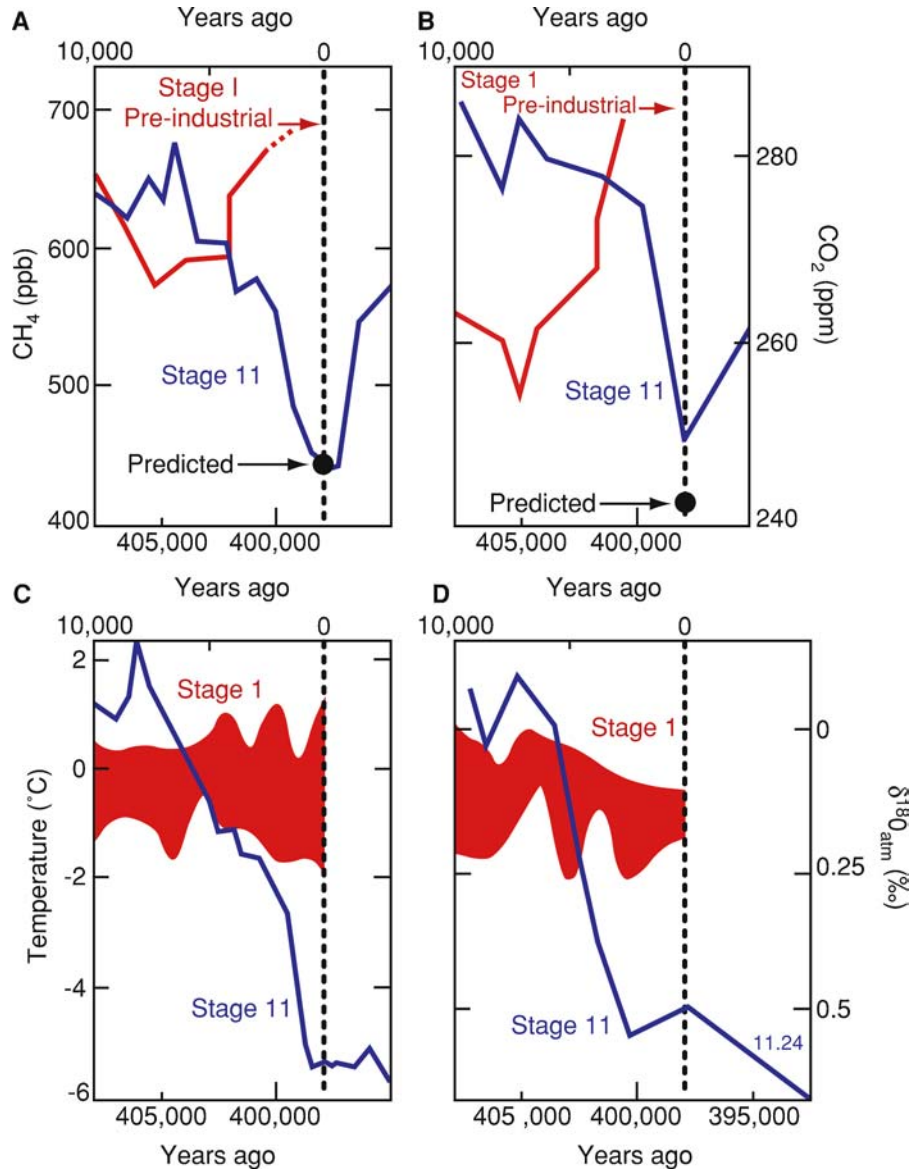 A
Years ago
10,000
0
700
600
500
400
CH4 (ppb)
Stage I
Pre-industrial
Stage 11
Predicted
405,000
400,000
Years ago
B
Years ago
10,000
0
Stage 1
Pre-industrial
280
260
240
CO2 (ppm)
Stage 11
Predicted
405,000
400,000
Years ago
C
10,000
0
2
0
-2
-4
-6
Temperature (˚C)
Stage 1
Stage 11
405,000
400,000
Years ago
D
10,000
0
0
0.25
0.5
δ180atm (‰)
Stage 1
Stage 11
11.24
405,000
400,000
395,000
Years ago